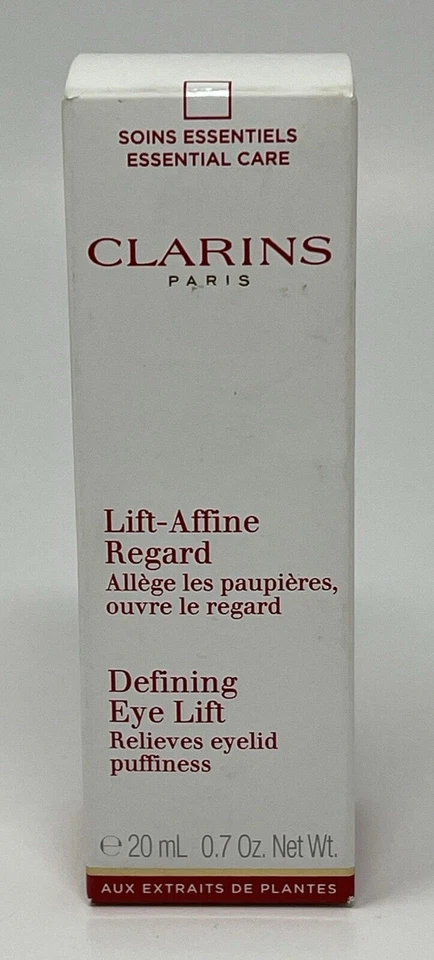 SOINS ESSENTIELS
ESSENTIAL CARE
CLARINS
PARIS
Lift-Affine
Regard
Allège les paupières,
ouvre le regard
Defining
Eye Lift
Relieves eyelid
puffiness
℮ 20 mL 0.7 Oz. Net Wt.
AUX EXTRAITS DE PLANTES